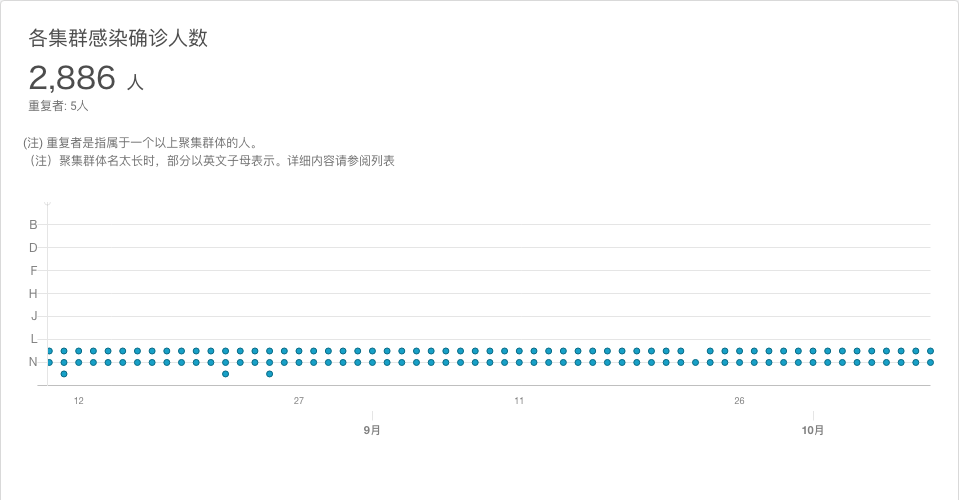 各集群感染确诊人数
2,886 人
重复者: 5人
(注) 重复者是指属于一个以上聚集群体的人。
（注）聚集群体名太长时，部分以英文子母表示。详细内容请参阅列表
B
D
F
H
J
L
N
12 27 11 26
9月 10月